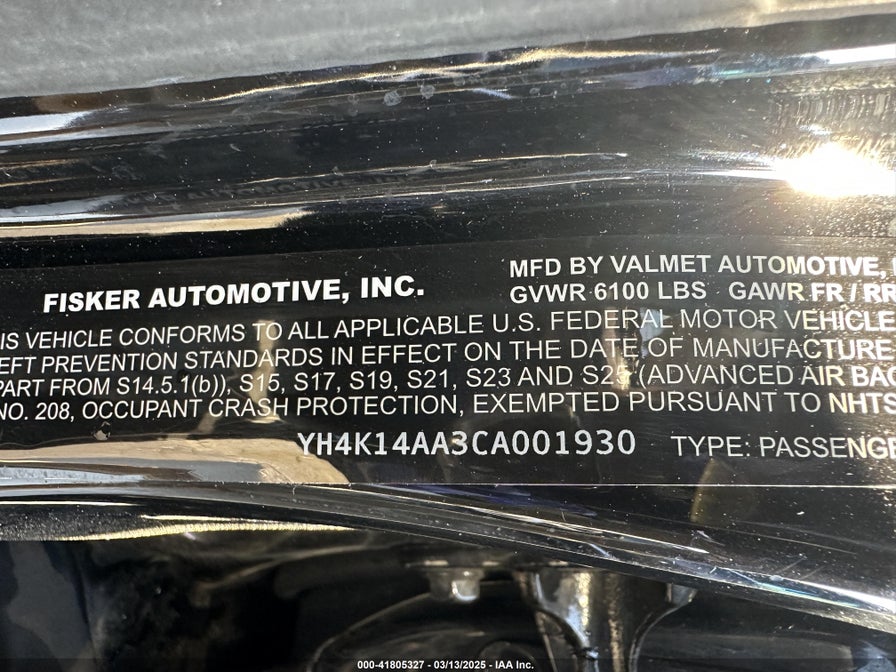 FISKER AUTOMOTIVE, INC.
MFD BY VALMET AUTOMOTIVE,
GVWR 6100 LBS GAWR FR / RR
IS VEHICLE CONFORMS TO ALL APPLICABLE U.S. FEDERAL MOTOR VEHICLE
EFT PREVENTION STANDARDS IN EFFECT ON THE DATE OF MANUFACTURE
PART FROM S14.5.1(b)), S15, S17, S19, S21, S23 AND S25 (ADVANCED AIR BAG
NO. 208, OCCUPANT CRASH PROTECTION, EXEMPTED PURSUANT TO NHTS
YH4K14AA3CA001930 TYPE: PASSENGE
000-41805327 - 03/13/2025 - IAA Inc.